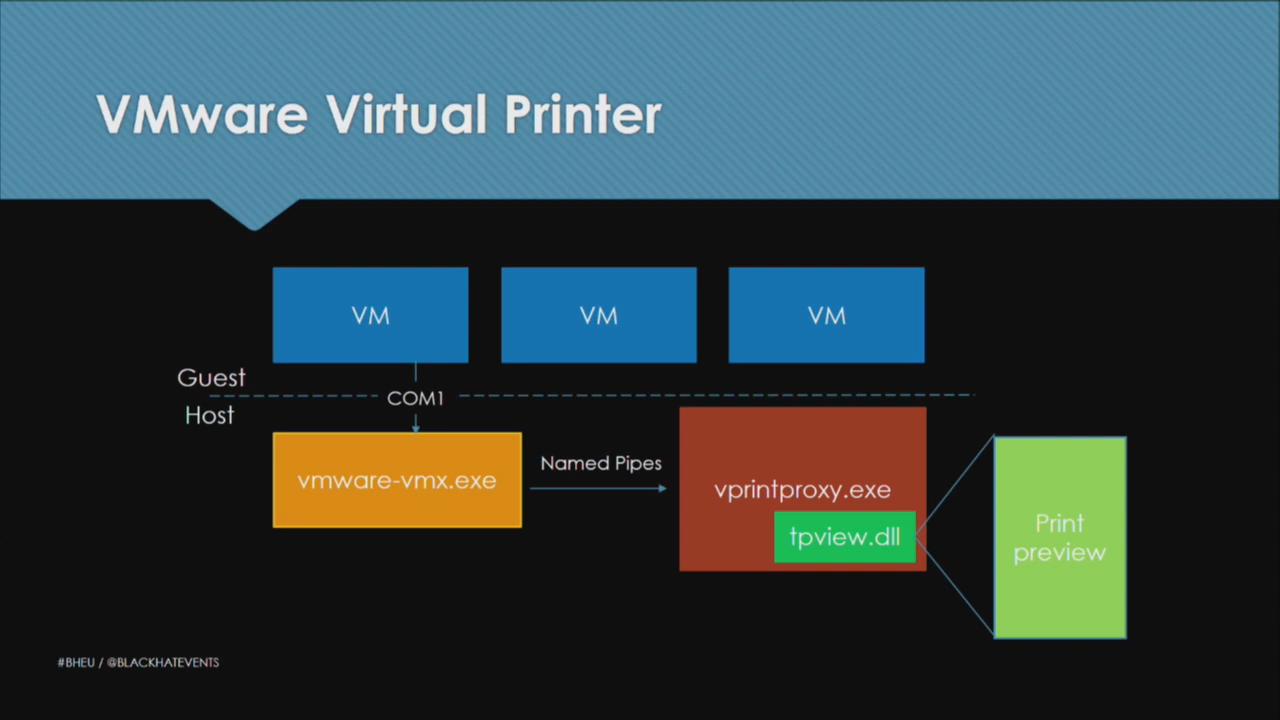 VMware Virtual Printer
VM
VM
VM
Guest
COM1
Host
vmware-vmx.exe
Named Pipes
vprintproxy.exe
tpview.dll
Print
preview
#BHEU / @BLACKHATEVENTS